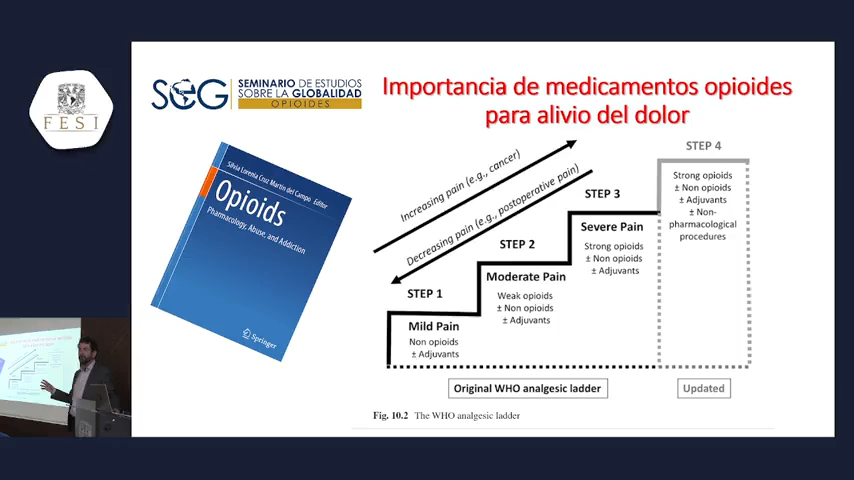 FESI
SEG
SEMINARIO DE ESTUDIOS
SOBRE LA GLOBALIDAD
OPIOIDES
Importancia de medicamentos opioides
para alivio del dolor
Silvia Lorenia Cruz Martín del Campo Editor
Opioids
Pharmacology, Abuse, and Addiction
Springer
Increasing pain (e.g., cancer)
Decreasing pain (e.g., postoperative pain)
STEP 1
Mild Pain
Non opioids
± Adjuvants
STEP 2
Moderate Pain
Weak opioids
± Non opioids
± Adjuvants
STEP 3
Severe Pain
Strong opioids
± Non opioids
± Adjuvants
STEP 4
Strong opioids
± Non opioids
± Adjuvants
± Non-
pharmacological
procedures
Original WHO analgesic ladder
Updated
Fig. 10.2 The WHO analgesic ladder